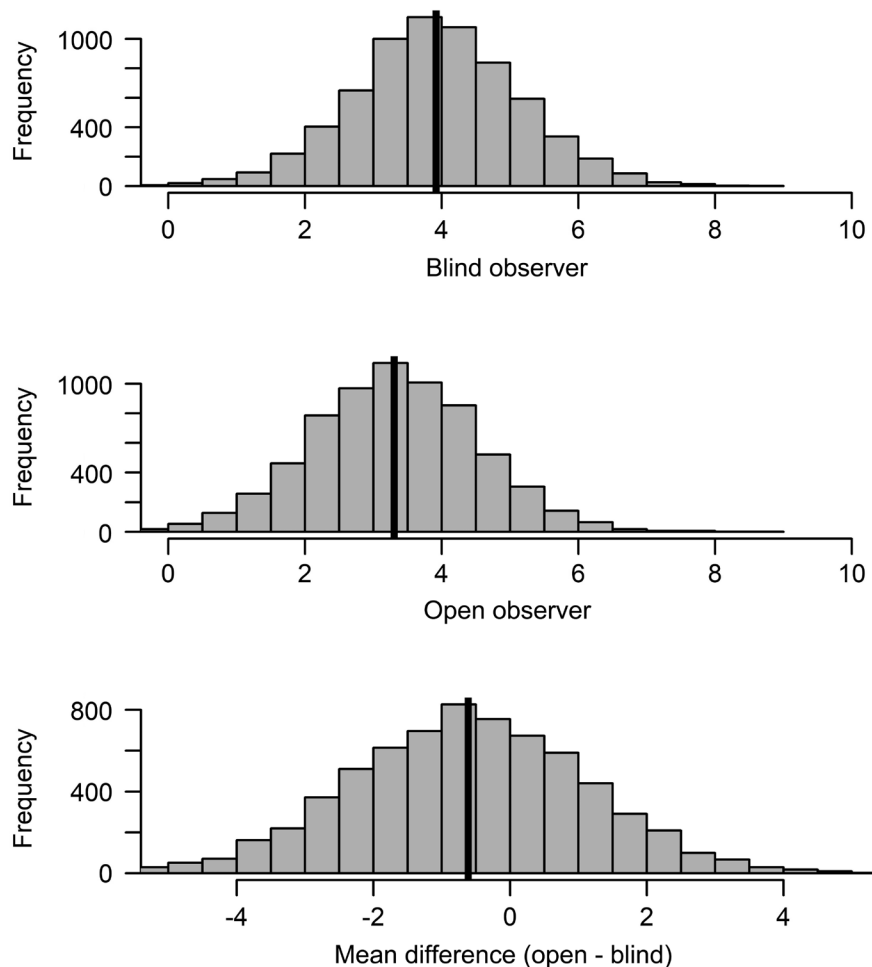 Frequency
1000
400
0
0 2 4 6 8 10
Blind observer
Frequency
1000
400
0
0 2 4 6 8 10
Open observer
Frequency
800
400
0
-4 -2 0 2 4
Mean difference (open - blind)